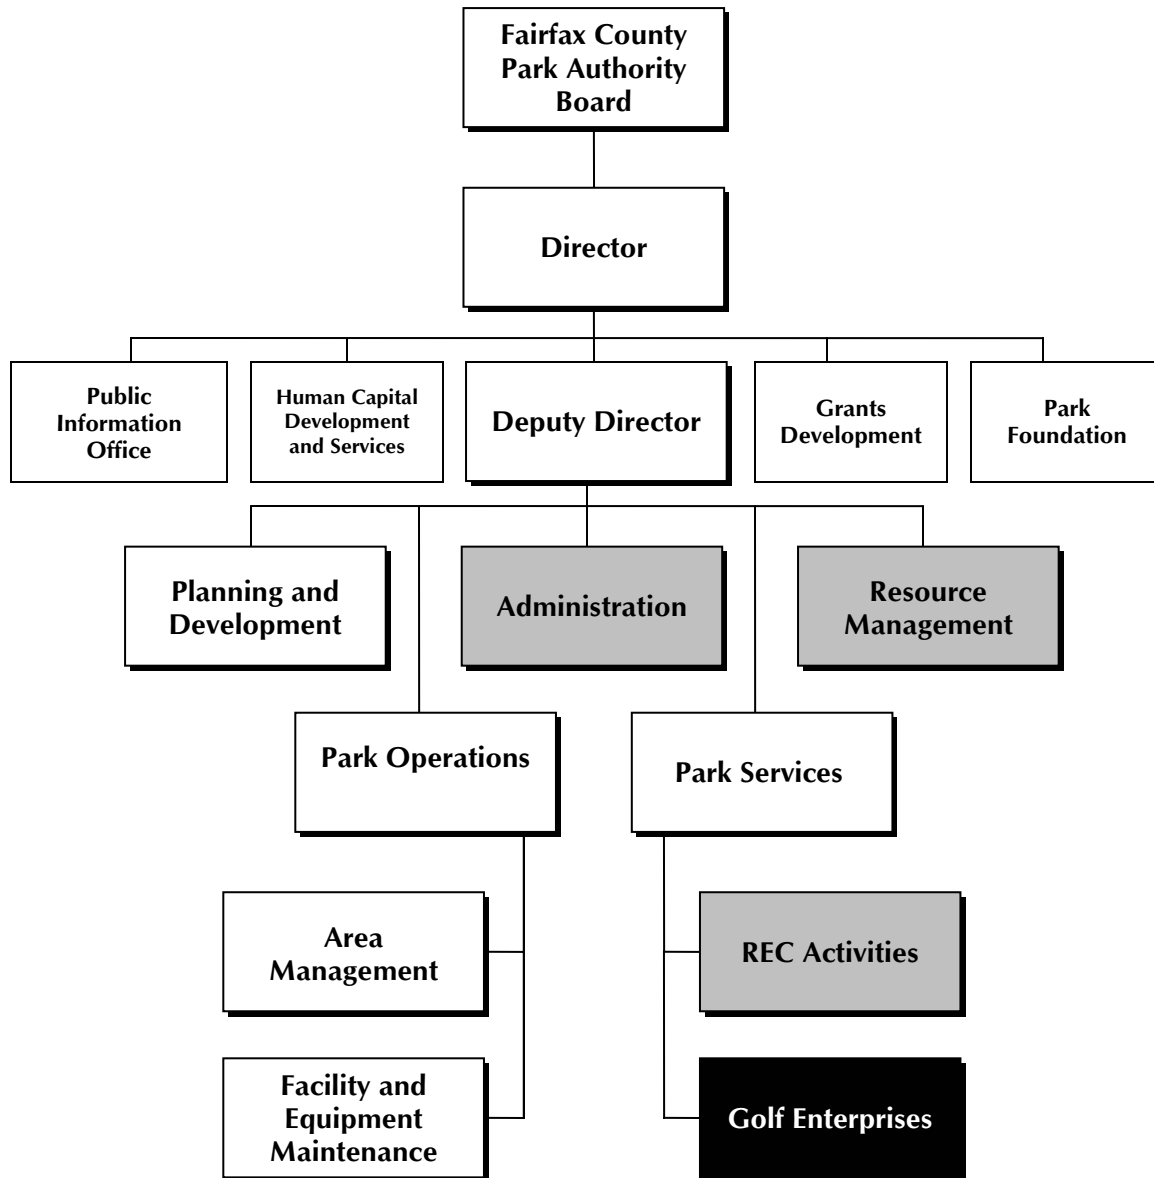 Fairfax County
Park Authority
Board
Director
Public
Information
Office
Human Capital
Development
and Services
Deputy Director
Grants
Development
Park
Foundation
Planning and
Development
Administration
Resource
Management
Park Operations
Park Services
Area
Management
REC Activities
Facility and
Equipment
Maintenance
Golf Enterprises